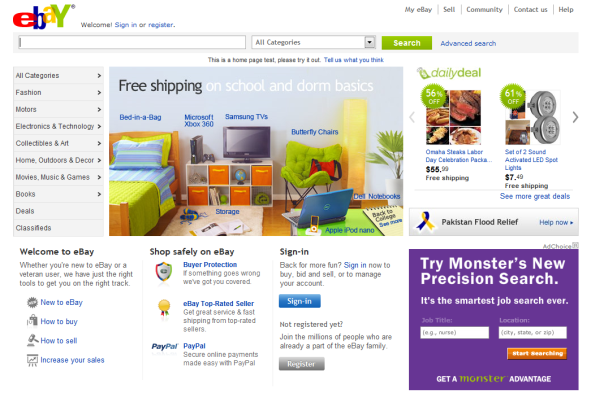 ebay®
My eBay | Sell | Community | Contact us | Help
Welcome! Sign in or register.
All Categories
Search
Advanced search
This is a home page test, please try it out. Tell us what you think
All Categories >
Fashion >
Motors >
Electronics & Technology >
Collectibles & Art >
Home, Outdoors & Decor >
Movies, Music & Games >
Books >
Deals
Classifieds
Free shipping on school and dorm basics
Bed-in-a-Bag
Microsoft
Xbox 360
Samsung TVs
Butterfly Chairs
Dell Notebooks
Storage
Apple iPod nano
Back to
College
See more
dailydeal
56%
OFF
Omaha Steaks Labor
Day Celebration Packa...
$55.99
Free shipping
61%
OFF
Set of 2 Sound
Activated LED Spot
Lights
$7.49
Free shipping
See more great deals
Pakistan Flood Relief
Help now
AdChoice
Welcome to eBay
Whether you're new to eBay or a
veteran user, we have just the right
tools to get you on the right track.
New to eBay
How to buy
How to sell
Increase your sales
Shop safely on eBay
Buyer Protection
If something goes wrong
we've got you covered.
eBay Top-Rated Seller
Get great service & fast
shipping from top-rated
sellers.
PayPal
PayPal
Secure online payments
made easy with PayPal
Sign-in
Back for more fun? Sign in now to
buy, bid and sell, or to manage
your account.
Sign-in
Not registered yet?
Join the millions of people who are
already a part of the eBay family.
Register
Try Monster's New
Precision Search.
It's the smartest job search ever.
Job Title:
(e.g., nurse)
Location:
(city, state, or zip)
Start Searching
GET A monster ADVANTAGE